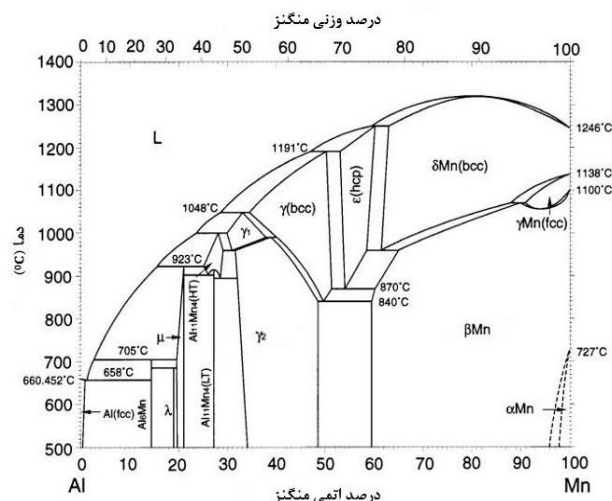 درصد وزنی منگنز
0 10 20 30 40 50 60 70 80 90 100
1400
1300
1200
1100
1000
900
800
700
600
500
دما (ºC)
L
1246˚C
1191˚C
δMn(bcc)
1138˚C
ε(hcp)
1100˚C
γMn(fcc)
1048˚C
γ(bcc)
γ₁
923˚C
Al₁₁Mn₄(HT)
870˚C
840˚C
μ
γ₂
βMn
705˚C
727˚C
658˚C
660.452˚C
Al(fcc)
Al₆Mn
λ
Al₁₁Mn₄(LT)
αMn
0 10 20 30 40 50 60 70 80 90 100
Al
Mn
درصد اتمی منگنز